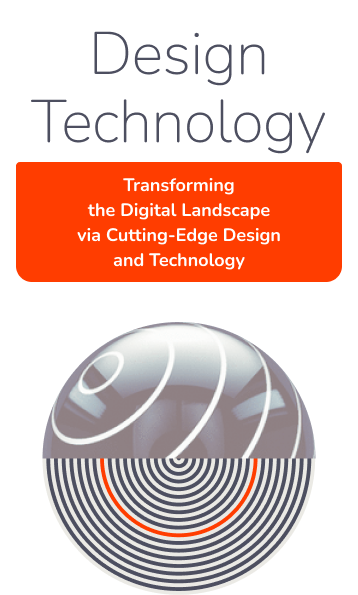 Design
Technology
Transforming
the Digital Landscape
via Cutting-Edge Design
and Technology